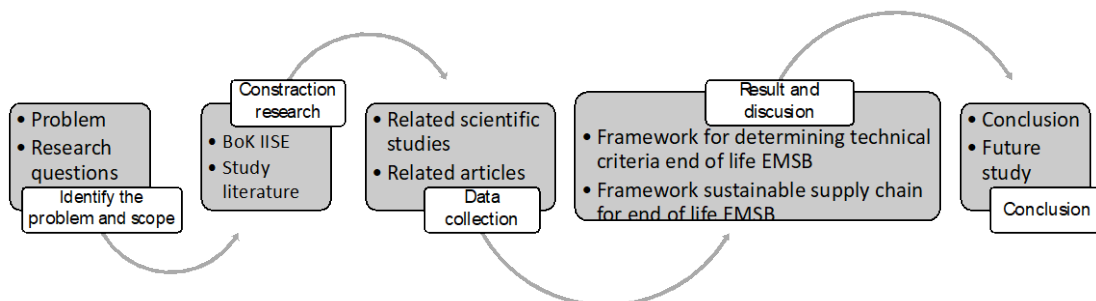 • Problem
• Research
questions
Identify the
problem and scope
Constraction
research
• BoK IISE
• Study
literature
• Related scientific
studies
• Related articles
Data
collection
Result and
discusion
• Framework for determining technical
criteria end of life EMSB
• Framework sustainable supply chain
for end of life EMSB
• Conclusion
• Future
study
Conclusion